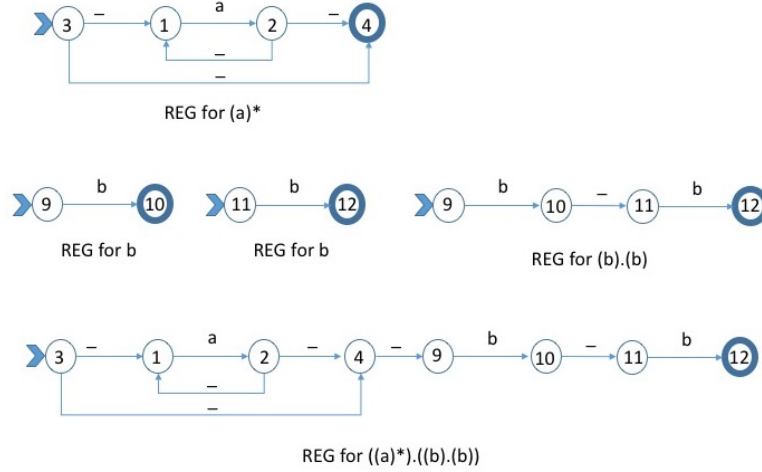 3 – 1 a 2 – 4
–
–
REG for (a)*
9 b 10 11 b 12 9 b 10 – 11 b 12
REG for b REG for b REG for (b).(b)
3 – 1 a 2 – 4 – 9 b 10 – 11 b 12
–
–
REG for ((a)*).((b).(b))